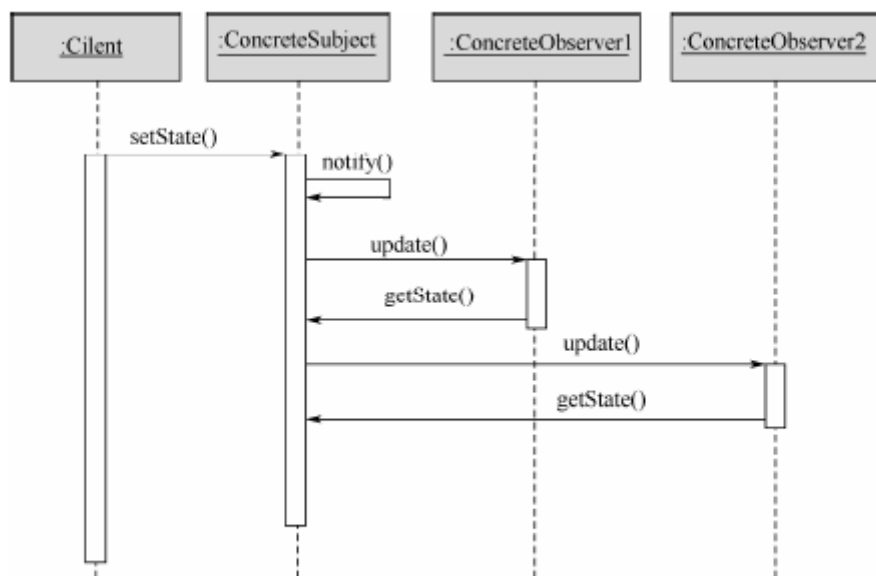 :Cilent
:ConcreteSubject
:ConcreteObserver1
:ConcreteObserver2
setState()
notify()
update()
getState()
update()
getState()